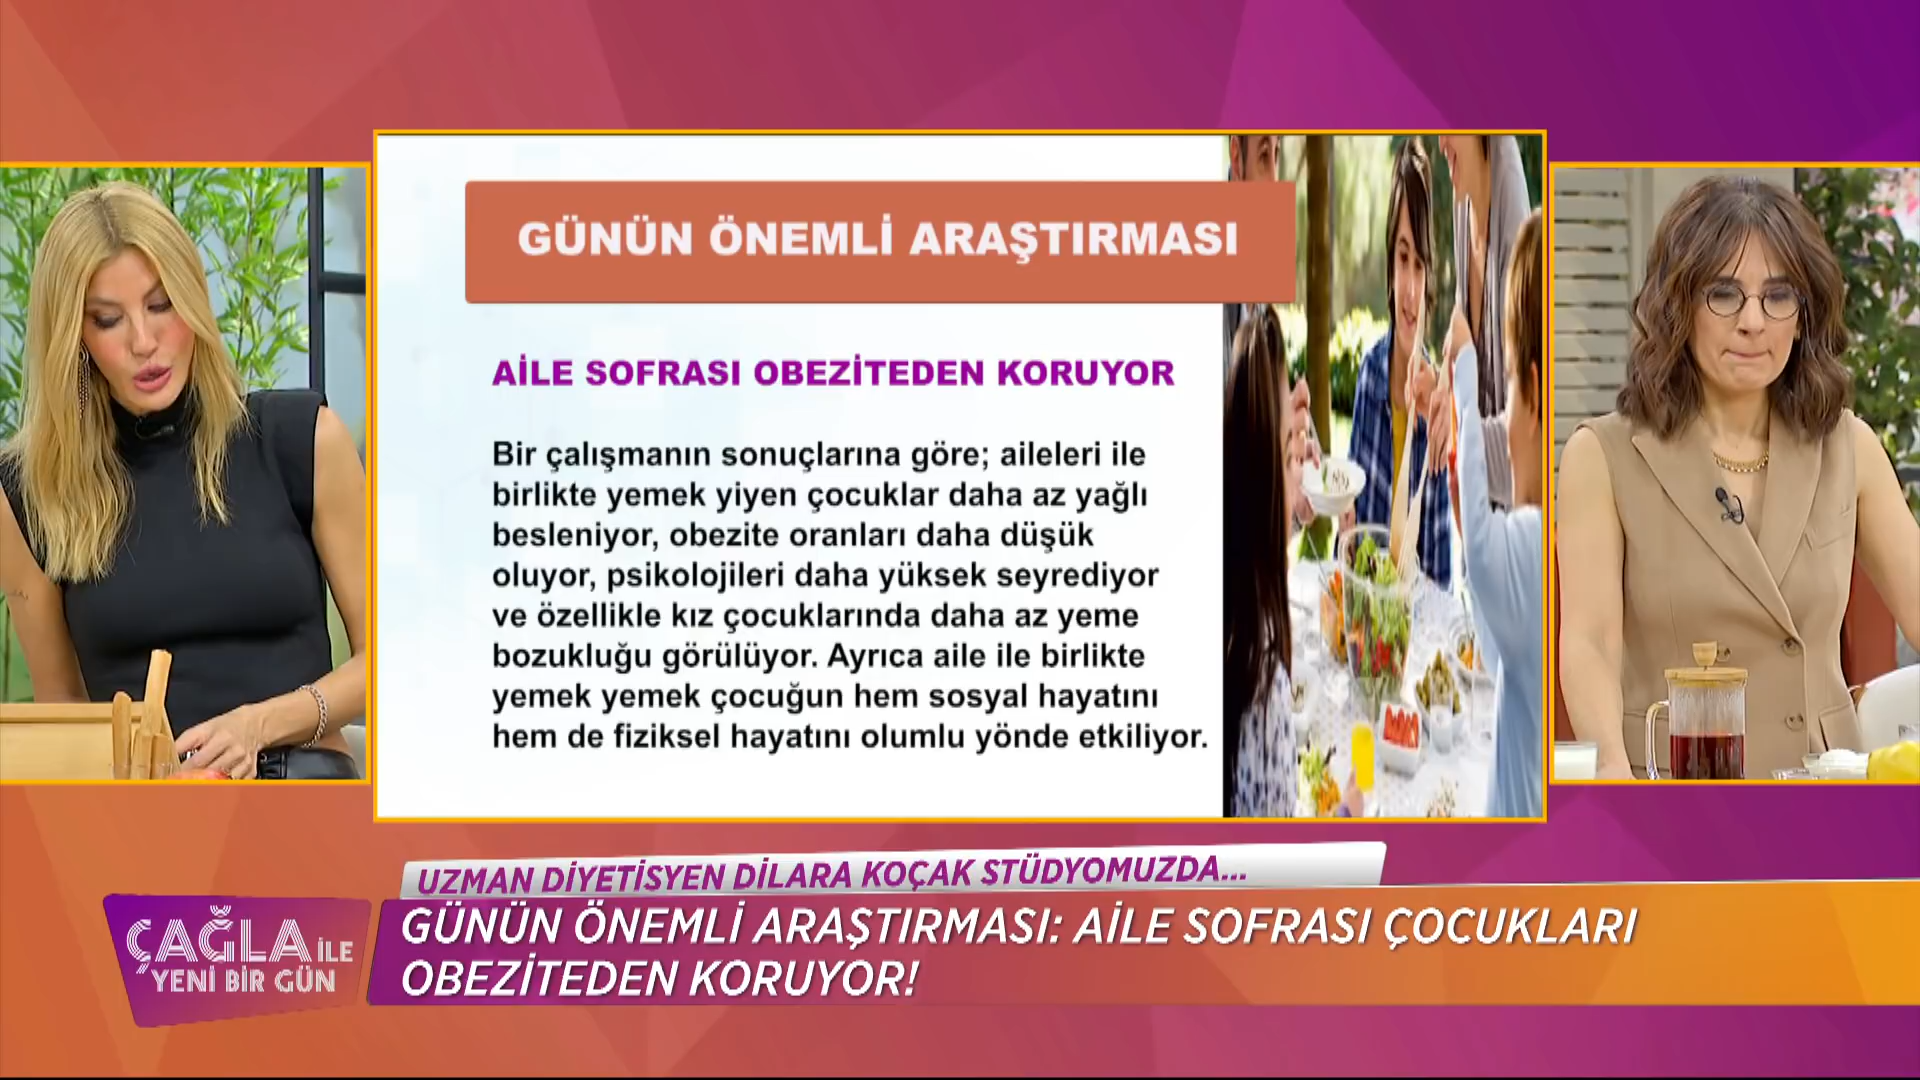 GÜNÜN ÖNEMLİ ARAŞTIRMASI
AİLE SOFRASI OBEZİTEDEN KORUYOR
Bir çalışmanın sonuçlarına göre; aileleri ile
birlikte yemek yiyen çocuklar daha az yağlı
besleniyor, obezite oranları daha düşük
oluyor, psikolojileri daha yüksek seyrediyor
ve özellikle kız çocuklarında daha az yeme
bozukluğu görülüyor. Ayrıca aile ile birlikte
yemek yemek çocuğun hem sosyal hayatını
hem de fiziksel hayatını olumlu yönde etkiliyor.
UZMAN DİYETİSYEN DİLARA KOÇAK STÜDYOMUZDA...
GÜNÜN ÖNEMLİ ARAŞTIRMASI: AİLE SOFRASI ÇOCUKLARI
OBEZİTEDEN KORUYOR!
ÇAĞLA İLE
YENİ BİR GÜN